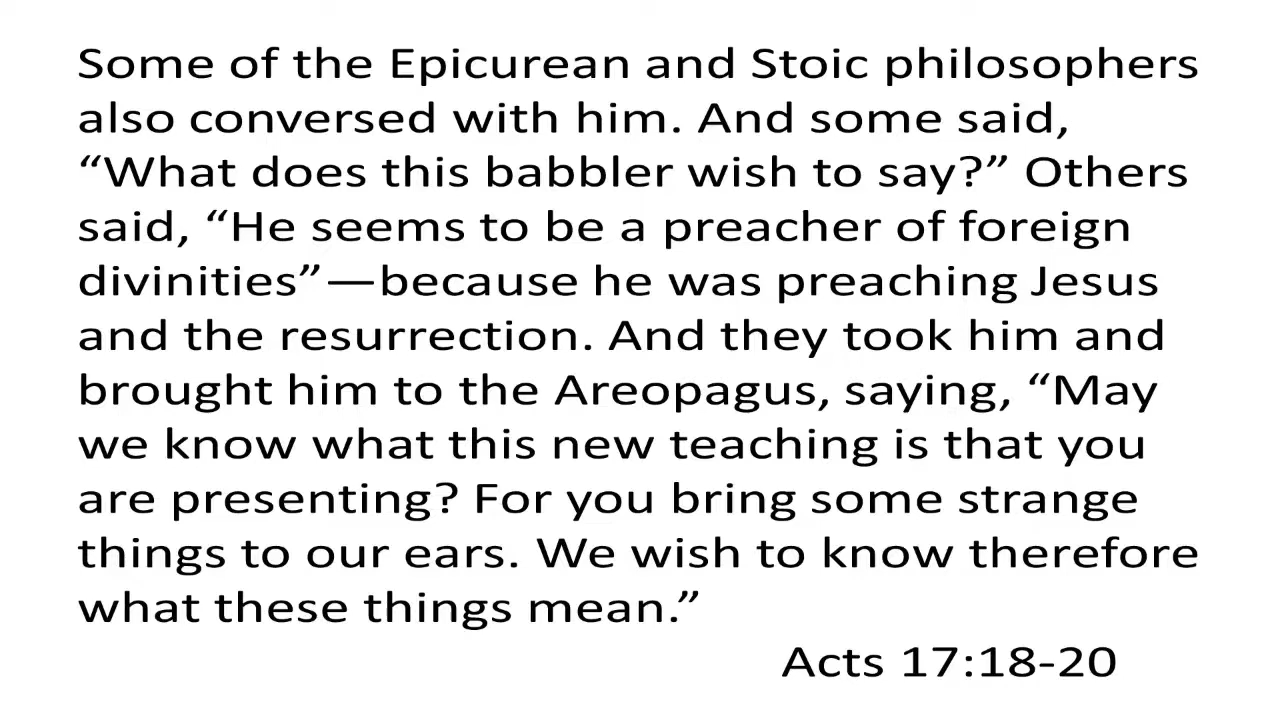 Some of the Epicurean and Stoic philosophers
also conversed with him. And some said,
“What does this babbler wish to say?” Others
said, “He seems to be a preacher of foreign
divinities”—because he was preaching Jesus
and the resurrection. And they took him and
brought him to the Areopagus, saying, “May
we know what this new teaching is that you
are presenting? For you bring some strange
things to our ears. We wish to know therefore
what these things mean.”
Acts 17:18-20